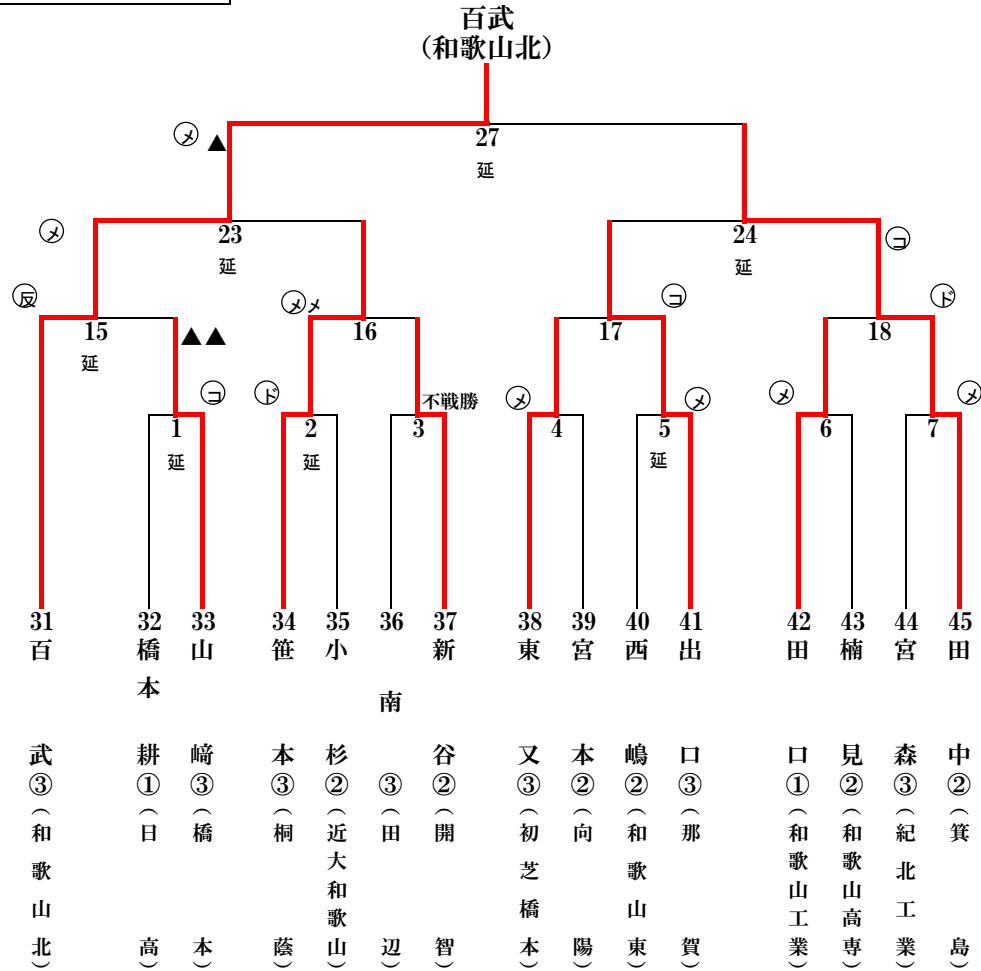 百武
(和歌山北)
㋱
▲
27
延
㋱
23
延
24
延
㋙
㋫
15
延
▲▲
㋱メ
16
㋙
17
18
㋣
㋙
1
延
㋣
2
延
不戦勝
3
㋱
4
㋱
5
延
㋱
6
㋱
7
31 百武③(和歌山北)
32 橋本耕①(日高)
33 山﨑③(橋本)
34 笹本③(桐蔭)
35 小杉②(近大和歌山)
36 南③(田辺)
37 新谷②(開智)
38 東又③(初芝橋本)
39 宮本②(向陽)
40 西嶋②(和歌山東)
41 出口③(那賀)
42 田口①(和歌山工業)
43 楠見②(和歌山高専)
44 宮森③(紀北工業)
45 田中②(箕島)